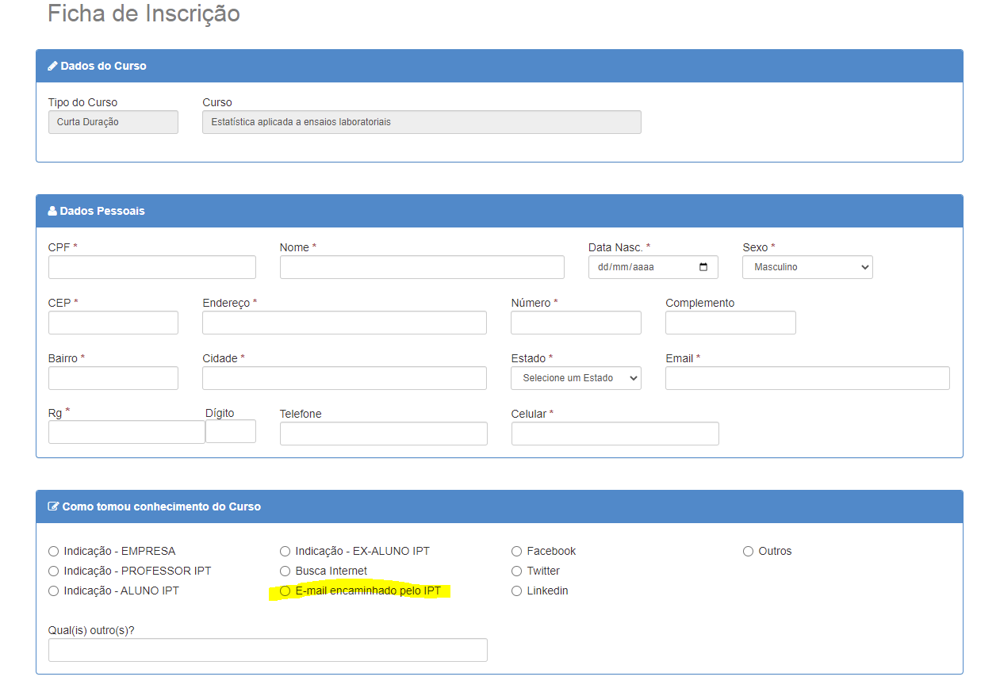 Ficha de Inscrição
Dados do Curso
Tipo do Curso Curso
Curta Duração Estatística aplicada a ensaios laboratoriais
Dados Pessoais
CPF * Nome * Data Nasc. * Sexo *
dd/mm/aaaa Masculino
CEP * Endereço * Número * Complemento
Bairro * Cidade * Estado * Email *
Selecione um Estado
Rg * Dígito Telefone Celular *
Como tomou conhecimento do Curso
Indicação - EMPRESA Indicação - EX-ALUNO IPT Facebook Outros
Indicação - PROFESSOR IPT Busca Internet Twitter
Indicação - ALUNO IPT E-mail encaminhado pelo IPT Linkedin
Qual(is) outro(s)?